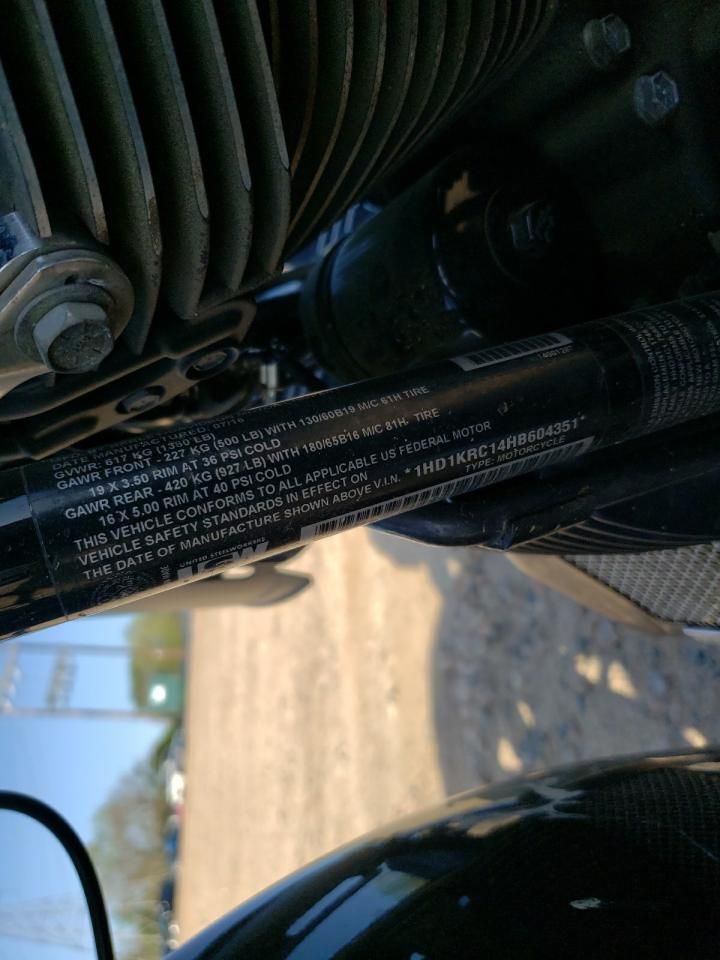 DATE MANUFACTURED: 07/16
GVWR: 617 KG (1360 LB)
GAWR FRONT - 227 KG (500 LB) WITH 130/60B19 M/C 61H TIRE
19 X 3.50 RIM AT 36 PSI COLD
GAWR REAR - 420 KG (927 LB) WITH 180/65B16 M/C 81H. TIRE
16 X 5.00 RIM AT 40 PSI COLD
THIS VEHICLE CONFORMS TO ALL APPLICABLE US FEDERAL MOTOR
VEHICLE SAFETY STANDARDS IN EFFECT ON
THE DATE OF MANUFACTURE SHOWN ABOVE V.I.N. *1HD1KRC14HB604351*
TYPE: MOTORCYCLE
UNITED STEELWORKERS